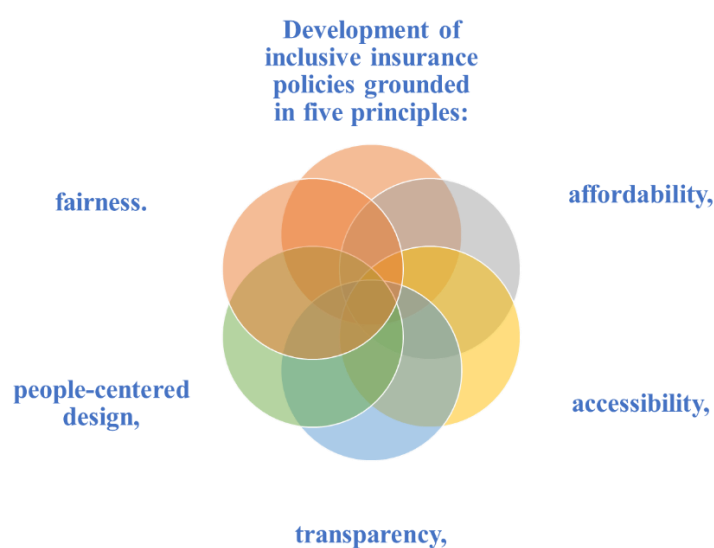 Development of
inclusive insurance
policies grounded
in five principles:
affordability,
accessibility,
transparency,
people-centered
design,
fairness.